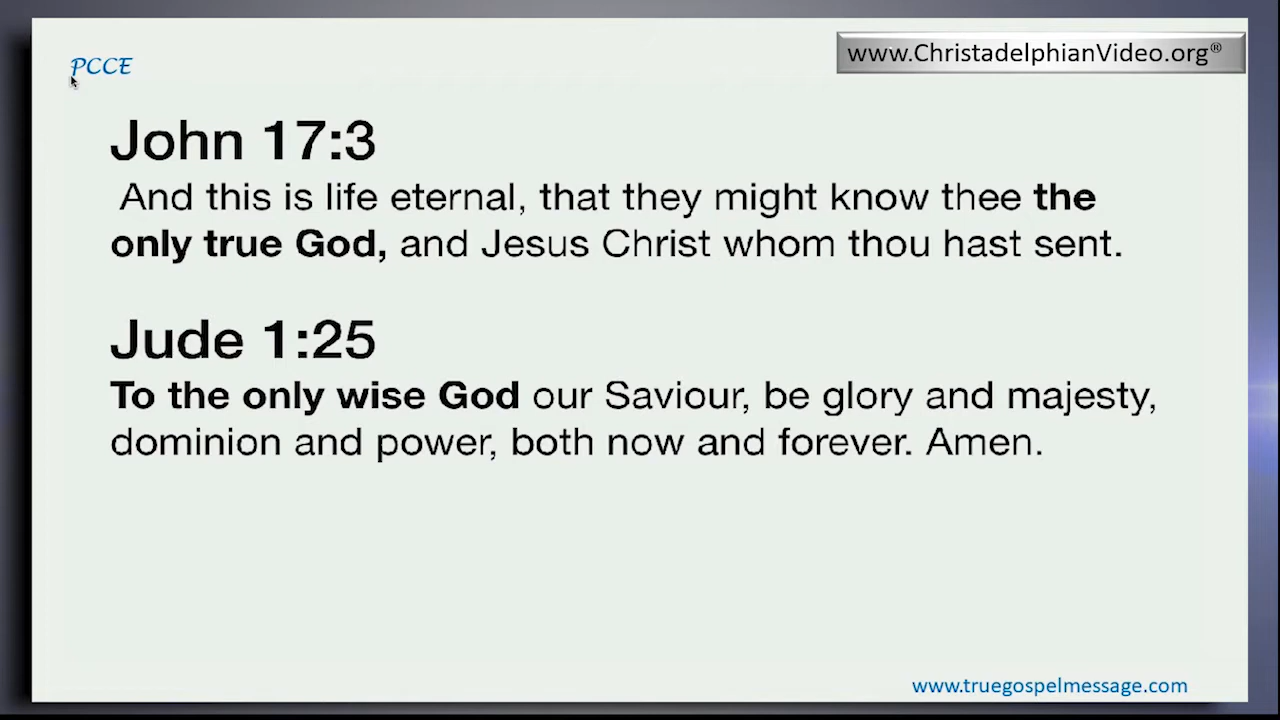 PCCE
www.ChristadelphianVideo.org®
John 17:3
And this is life eternal, that they might know thee the
only true God, and Jesus Christ whom thou hast sent.
Jude 1:25
To the only wise God our Saviour, be glory and majesty,
dominion and power, both now and forever. Amen.
www.truegospelmessage.com